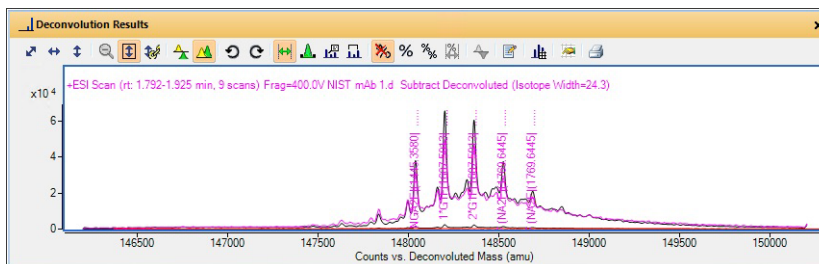 Deconvolution Results
+ESI Scan (rt: 1.792-1.925 min, 9 scans) Frag=400.0V NIST mAb 1.d Subtract Deconvoluted (Isotope Width=24.3)
x10⁴
6
4
2
0
146500 147000 147500 148000 148500 149000 149500 150000
Counts vs. Deconvoluted Mass (amu)